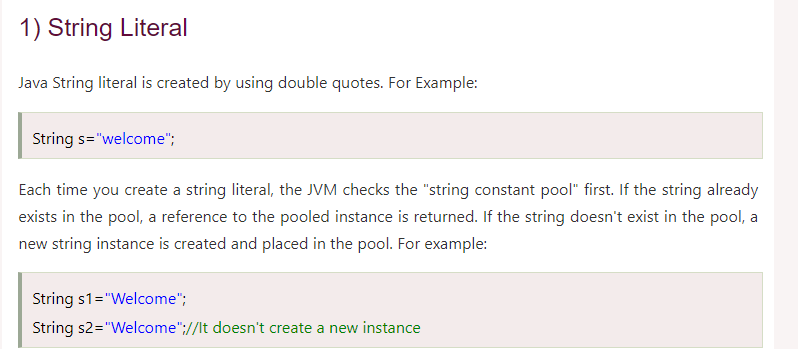 1) String Literal
Java String literal is created by using double quotes. For Example:
String s="welcome";
Each time you create a string literal, the JVM checks the "string constant pool" first. If the string already
exists in the pool, a reference to the pooled instance is returned. If the string doesn't exist in the pool, a
new string instance is created and placed in the pool. For example:
String s1="Welcome";
String s2="Welcome";//It doesn't create a new instance